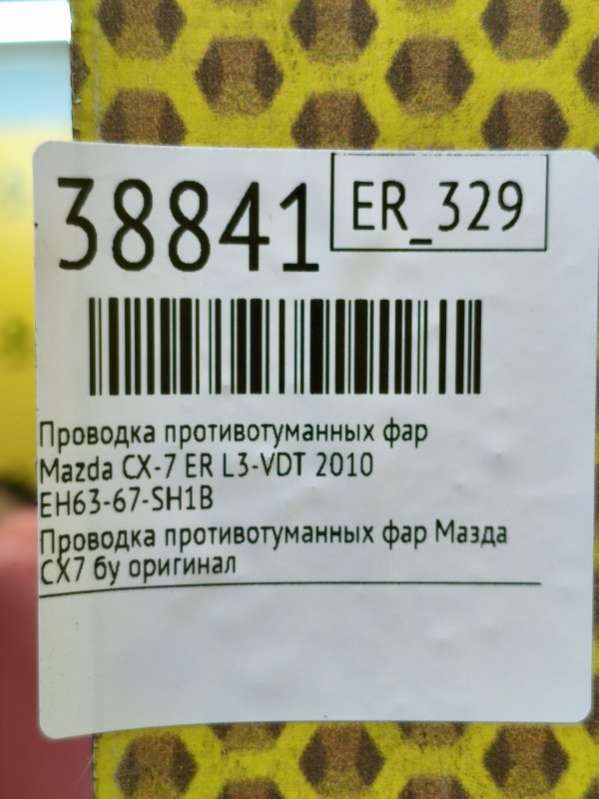 38841
ER_329
Проводка противотуманных фар
Mazda CX-7 ER L3-VDT 2010
EH63-67-SH1B
Проводка противотуманных фар Мазда
СХ7 бу оригинал